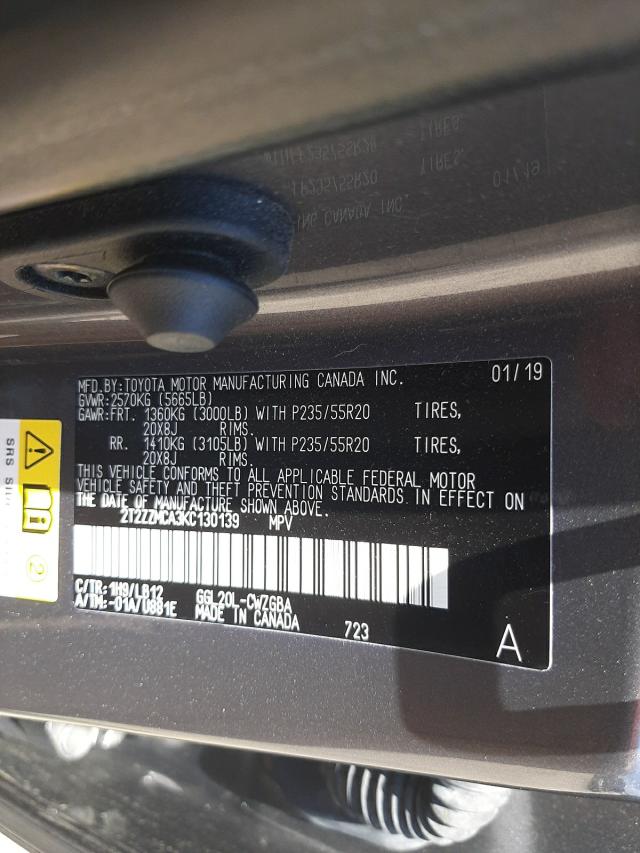 MFD.BY:TOYOTA MOTOR MANUFACTURING CANADA INC. 01/19
GVWR:2570KG (5665LB)
GAWR:FRT. 1360KG (3000LB) WITH P235/55R20 TIRES,
20X8J RIMS.
RR. 1410KG (3105LB) WITH P235/55R20 TIRES,
20X8J RIMS.
THIS VEHICLE CONFORMS TO ALL APPLICABLE FEDERAL MOTOR
VEHICLE SAFETY AND THEFT PREVENTION STANDARDS IN EFFECT ON
THE DATE OF MANUFACTURE SHOWN ABOVE.
2T2ZZMCA3KC130139 MPV
C/TR:1H9/LB12 GGL20L-CWZGBA
A/TM:-01A/U881E MADE IN CANADA
723
A
SRS
2